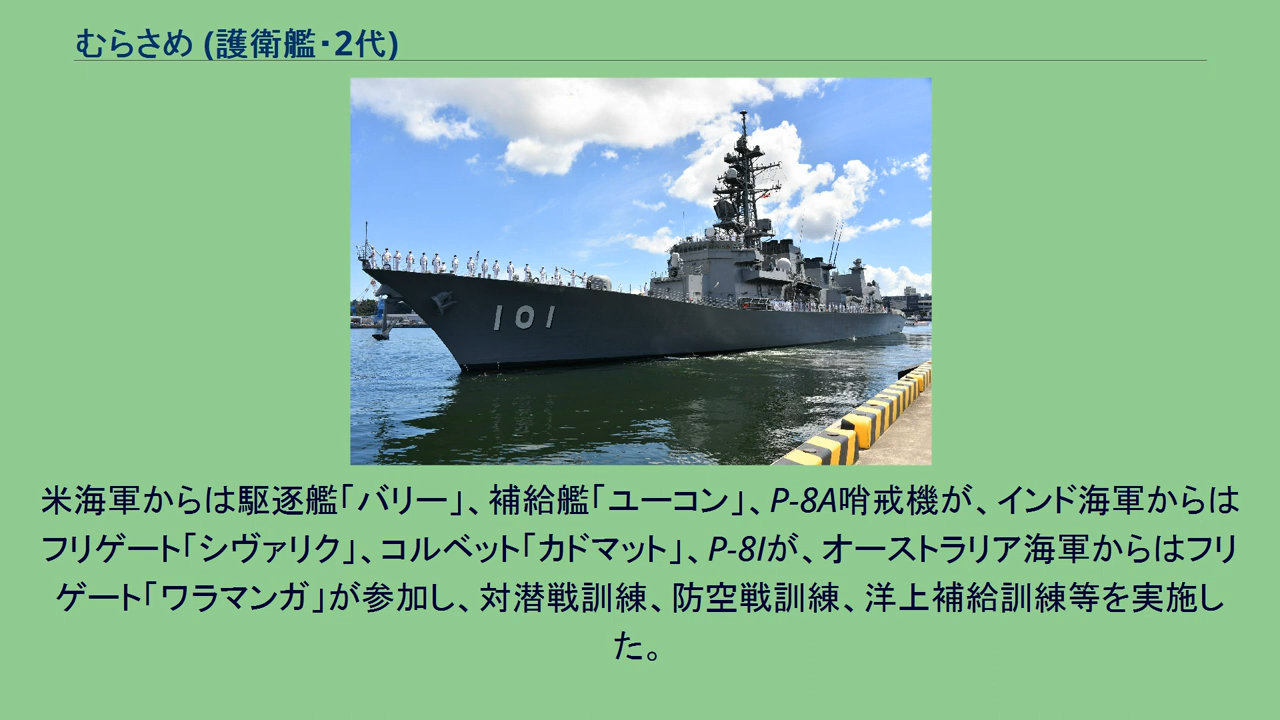 むらさめ (護衛艦・2代)
101
米海軍からは駆逐艦「バリー」、補給艦「ユーコン」、P-8A哨戒機が、インド海軍からは
フリゲート「シヴァリク」、コルベット「カドマット」、P-8Iが、オーストラリア海軍からはフリ
ゲート「ワラマンガ」が参加し、対潜戦訓練、防空戦訓練、洋上補給訓練等を実施し
た。